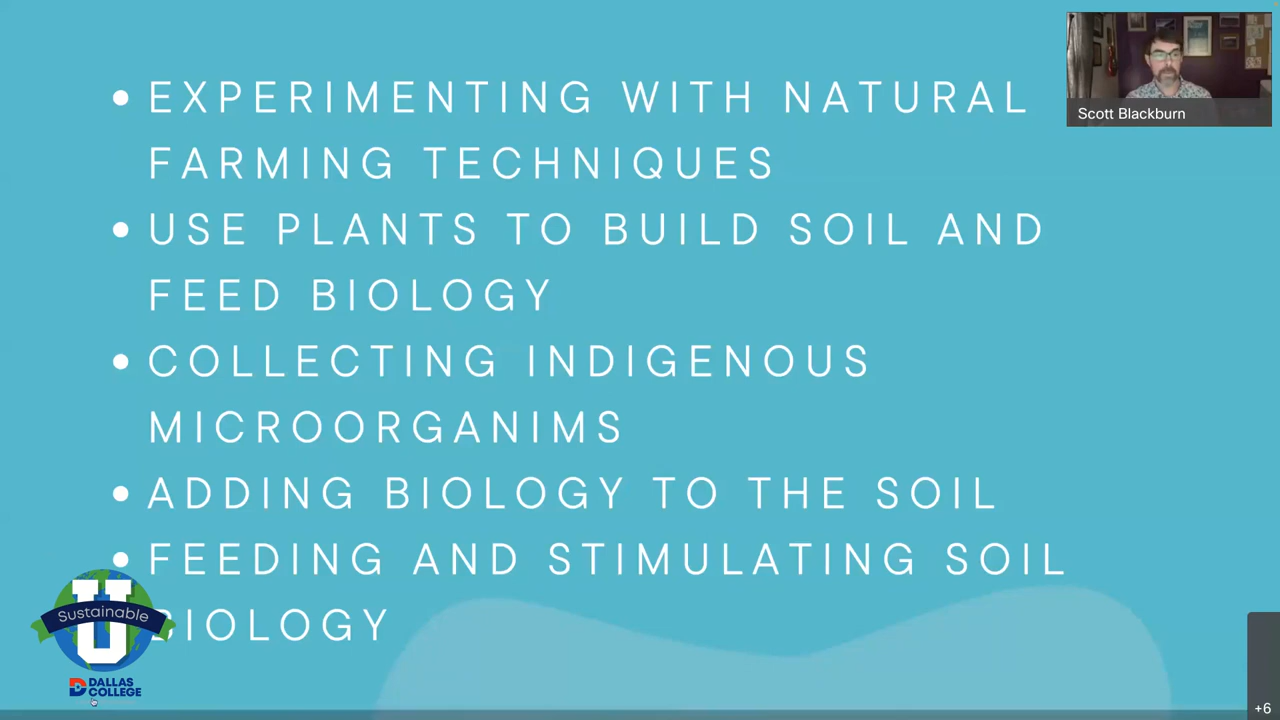 • EXPERIMENTING WITH NATURAL
FARMING TECHNIQUES
• USE PLANTS TO BUILD SOIL AND
FEED BIOLOGY
• COLLECTING INDIGENOUS
MICROORGANIMS
• ADDING BIOLOGY TO THE SOIL
• FEEDING AND STIMULATING SOIL
BIOLOGY
Scott Blackburn
U
Sustainable
D DALLAS
COLLEGE
+6